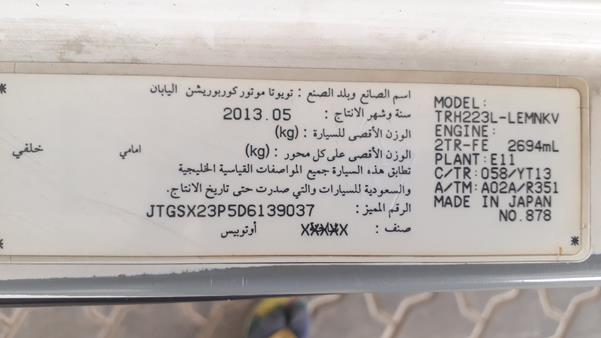 اسم الصانع وبلد الصنع : تويوتا موتور كوربوريشن اليابان
سنة وشهر الانتاج : 2013.05
الوزن الأقصى للسيارة : (kg)
الوزن الأقصى على كل محور : (kg) امامي خلفي
تطابق هذه السيارة جميع المواصفات القياسية الخليجية
والسعودية للسيارات والتي صدرت حتى تاريخ الانتاج.
الرقم المميز : JTGSX23P5D6139037
صنف : أوتوبيس
MODEL:
TRH223L-LEMNKV
ENGINE:
2TR-FE 2694mL
PLANT: E11
C/TR: 058/YT13
A/TM: A02A/R351
MADE IN JAPAN
NO. 878